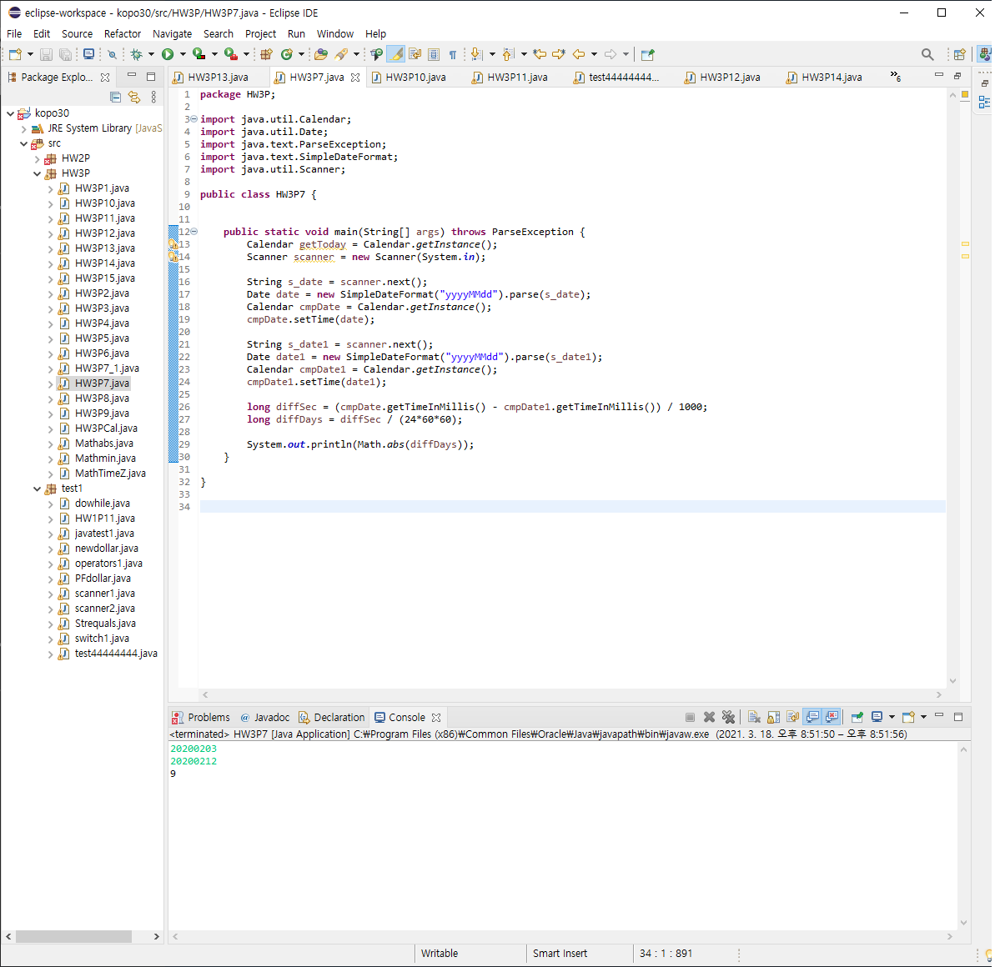 eclipse-workspace - kopo30/src/HW3P/HW3P7.java - Eclipse IDE
File Edit Source Refactor Navigate Search Project Run Window Help
Package Explo...
kopo30
JRE System Library [JavaS
src
HW2P
HW3P
HW3P1.java
HW3P10.java
HW3P11.java
HW3P12.java
HW3P13.java
HW3P14.java
HW3P15.java
HW3P2.java
HW3P3.java
HW3P4.java
HW3P5.java
HW3P6.java
HW3P7_1.java
HW3P7.java
HW3P8.java
HW3P9.java
HW3PCal.java
Mathabs.java
Mathmin.java
MathTimeZ.java
test1
dowhile.java
HW1P11.java
javatest1.java
newdollar.java
operators1.java
PFdollar.java
scanner1.java
scanner2.java
Strequals.java
switch1.java
test44444444.java
HW3P13.java HW3P7.java HW3P10.java HW3P11.java test44444444... HW3P12.java HW3P14.java »6
1 package HW3P;
2
3 import java.util.Calendar;
4 import java.util.Date;
5 import java.text.ParseException;
6 import java.text.SimpleDateFormat;
7 import java.util.Scanner;
8
9 public class HW3P7 {
10
11
12 public static void main(String[] args) throws ParseException {
13 Calendar getToday = Calendar.getInstance();
14 Scanner scanner = new Scanner(System.in);
15
16 String s_date = scanner.next();
17 Date date = new SimpleDateFormat("yyyyMMdd").parse(s_date);
18 Calendar cmpDate = Calendar.getInstance();
19 cmpDate.setTime(date);
20
21 String s_date1 = scanner.next();
22 Date date1 = new SimpleDateFormat("yyyyMMdd").parse(s_date1);
23 Calendar cmpDate1 = Calendar.getInstance();
24 cmpDate1.setTime(date1);
25
26 long diffSec = (cmpDate.getTimeInMillis() - cmpDate1.getTimeInMillis()) / 1000;
27 long diffDays = diffSec / (24*60*60);
28
29 System.out.println(Math.abs(diffDays));
30 }
31
32 }
33
34
Problems @ Javadoc Declaration Console
<terminated> HW3P7 [Java Application] C:₩Program Files (x86)₩Common Files₩Oracle₩Java₩javapath₩bin₩javaw.exe (2021. 3. 18. 오후 8:51:50 – 오후 8:51:56)
20200203
20200212
9
Writable Smart Insert 34 : 1 : 891